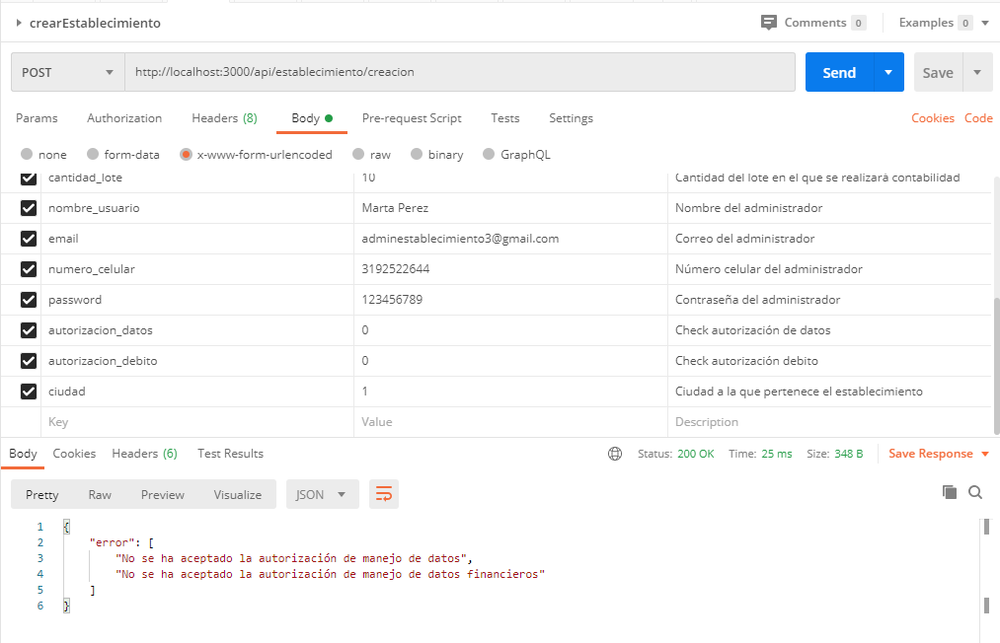 crearEstablecimiento Comments 0 Examples 0
POST http://localhost:3000/api/establecimiento/creacion Send Save
Params Authorization Headers (8) Body Pre-request Script Tests Settings Cookies Code
none form-data x-www-form-urlencoded raw binary GraphQL
cantidad_lote 10 Cantidad del lote en el que se realizará contabilidad
nombre_usuario Marta Perez Nombre del administrador
email adminestablecimiento3@gmail.com Correo del administrador
numero_celular 3192522644 Número celular del administrador
password 123456789 Contraseña del administrador
autorizacion_datos 0 Check autorización de datos
autorizacion_debito 0 Check autorización debito
ciudad 1 Ciudad a la que pertenece el establecimiento
Key Value Description
Body Cookies Headers (6) Test Results Status: 200 OK Time: 25 ms Size: 348 B Save Response
Pretty Raw Preview Visualize JSON
1 {
2 "error": [
3 "No se ha aceptado la autorización de manejo de datos",
4 "No se ha aceptado la autorización de manejo de datos financieros"
5 ]
6 }